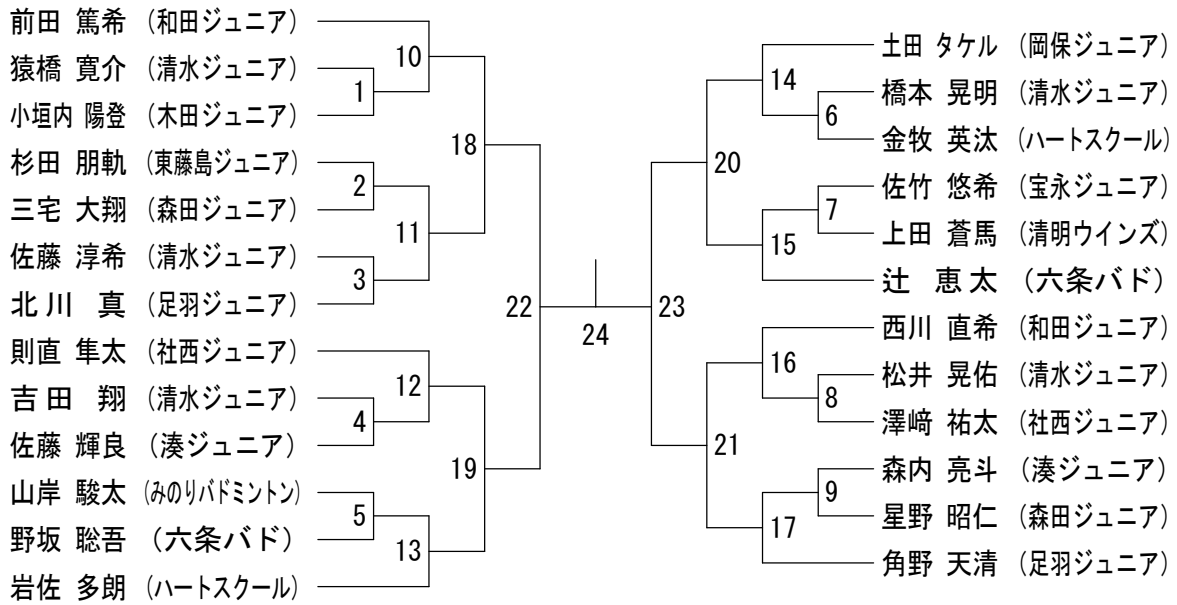 前田 篤希 (和田ジュニア)
猿橋 寛介 (清水ジュニア)
小垣内 陽登 (木田ジュニア)
杉田 朋軌 (東藤島ジュニア)
三宅 大翔 (森田ジュニア)
佐藤 淳希 (清水ジュニア)
北川 真 (足羽ジュニア)
則直 隼太 (社西ジュニア)
吉田 翔 (清水ジュニア)
佐藤 輝良 (湊ジュニア)
山岸 駿太 (みのりバドミントン)
野坂 聡吾 (六条バド)
岩佐 多朗 (ハートスクール)
10
1
18
2
11
3
22
12
4
19
5
13
24
23
20
14
6
7
15
16
8
21
9
17
土田 タケル (岡保ジュニア)
橋本 晃明 (清水ジュニア)
金牧 英汰 (ハートスクール)
佐竹 悠希 (宝永ジュニア)
上田 蒼馬 (清明ウインズ)
辻 恵太 (六条バド)
西川 直希 (和田ジュニア)
松井 晃佑 (清水ジュニア)
澤﨑 祐太 (社西ジュニア)
森内 亮斗 (湊ジュニア)
星野 昭仁 (森田ジュニア)
角野 天清 (足羽ジュニア)